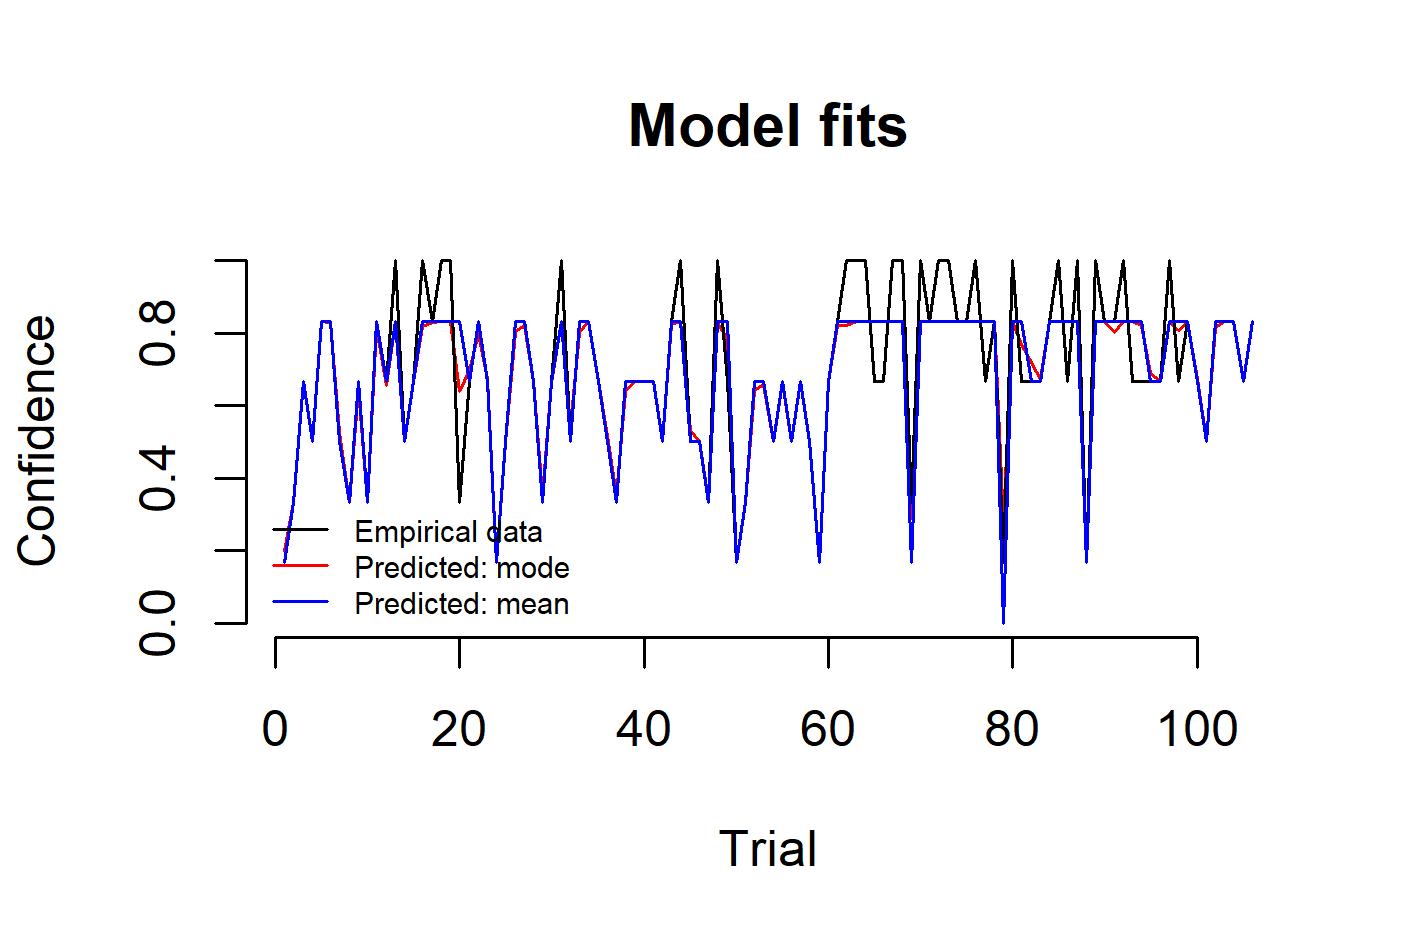 Model fits
Confidence
0.8
0.4
0.0
Empirical data
Predicted: mode
Predicted: mean
0 20 40 60 80 100
Trial